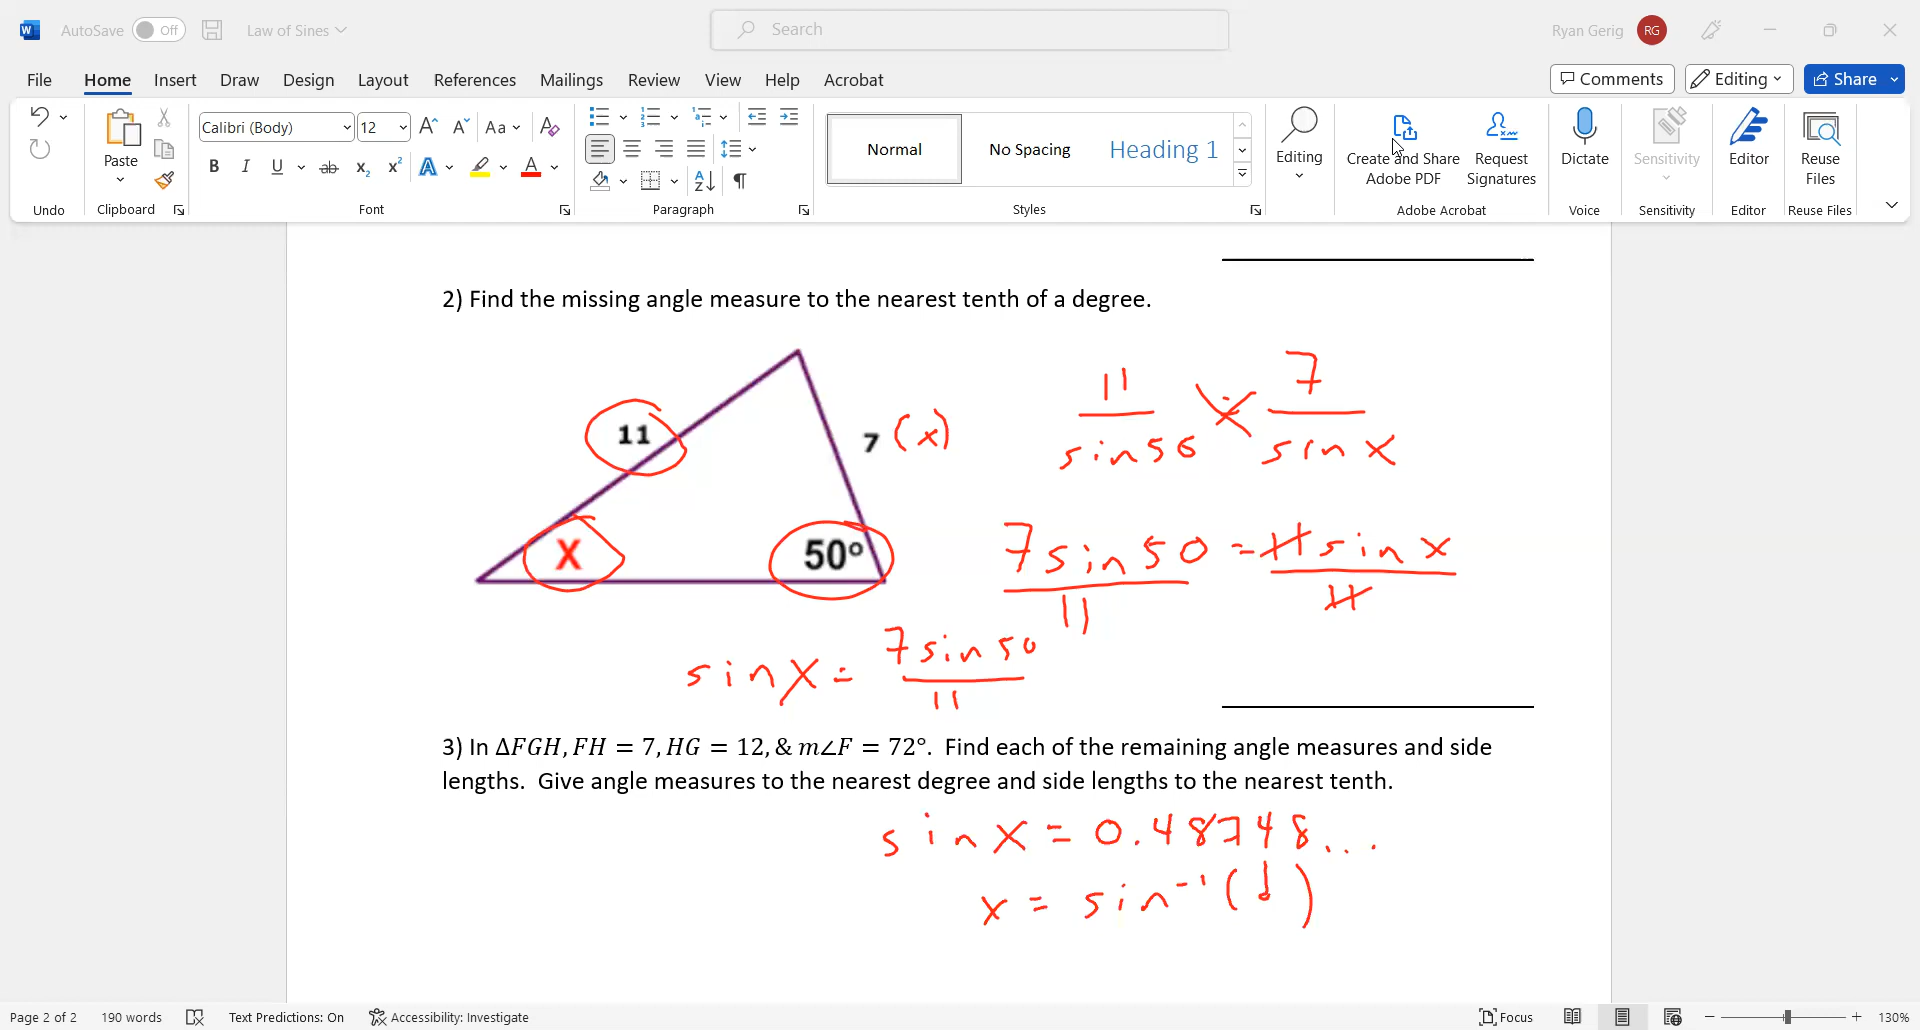 AutoSave Off Law of Sines Search Ryan Gerig RG
File Home Insert Draw Design Layout References Mailings Review View Help Acrobat Comments Editing Share
Calibri (Body) 12 Aa Normal No Spacing Heading 1
Paste Editing Create and Share Adobe PDF Request Signatures Dictate Sensitivity Editor Reuse Files
B I U ab x₂ x² A A
Undo Clipboard Font Paragraph Styles Adobe Acrobat Voice Sensitivity Editor Reuse Files
2) Find the missing angle measure to the nearest tenth of a degree.
11
7 (x)
X
50°
11 / sin50 = 7 / sin x
7 sin 50 / 11 = 11 sin x / 11
sin x = 7 sin 50 / 11
3) In ΔFGH, FH = 7, HG = 12, & m∠F = 72°. Find each of the remaining angle measures and side
lengths. Give angle measures to the nearest degree and side lengths to the nearest tenth.
sin x = 0.48748...
x = sin⁻¹( )
Page 2 of 2 190 words Text Predictions: On Accessibility: Investigate Focus 130%